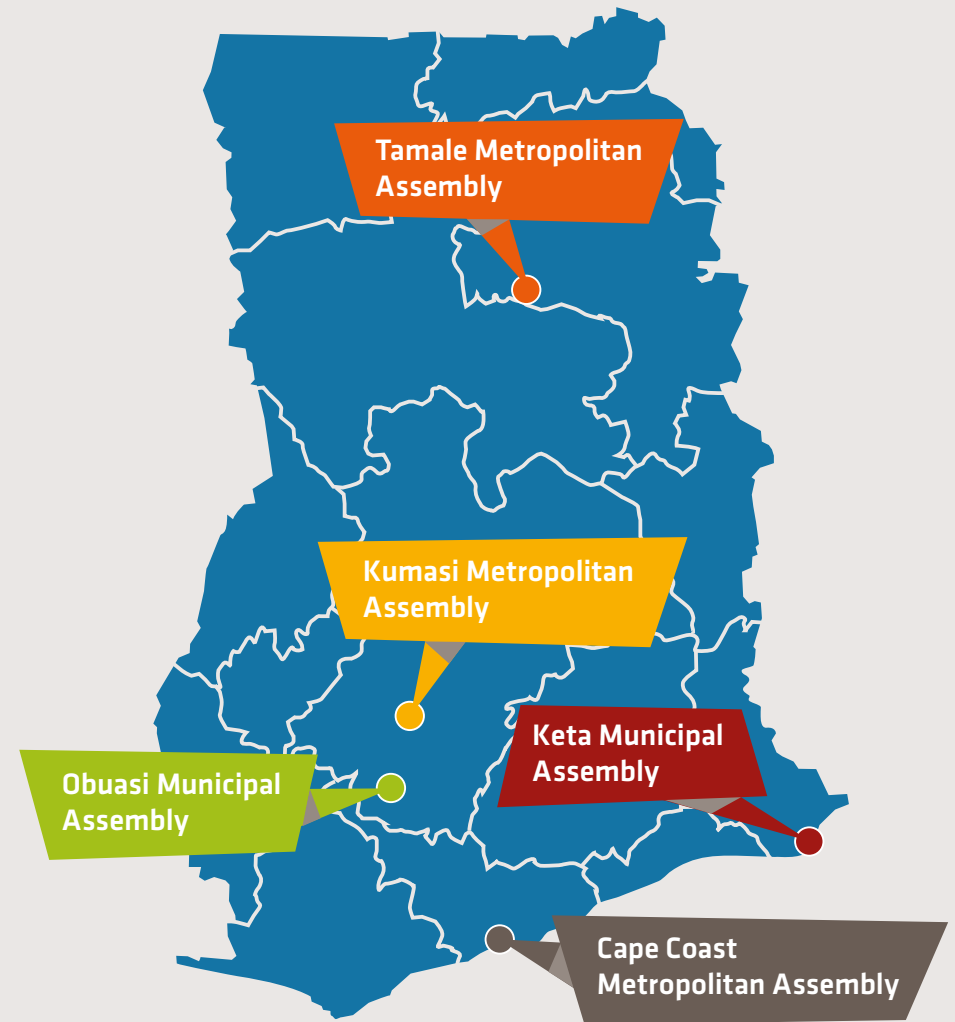 Tamale Metropolitan
Assembly
Kumasi Metropolitan
Assembly
Keta Municipal
Assembly
Obuasi Municipal
Assembly
Cape Coast
Metropolitan Assembly